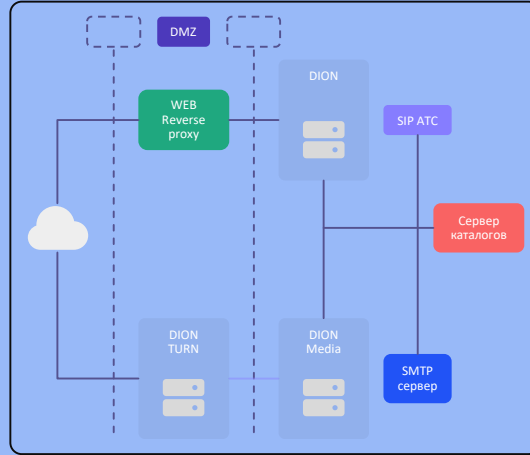 DMZ
DION
WEB
Reverse
proxy
SIP АТС
Сервер
каталогов
DION
TURN
DION
Media
SMTP
сервер